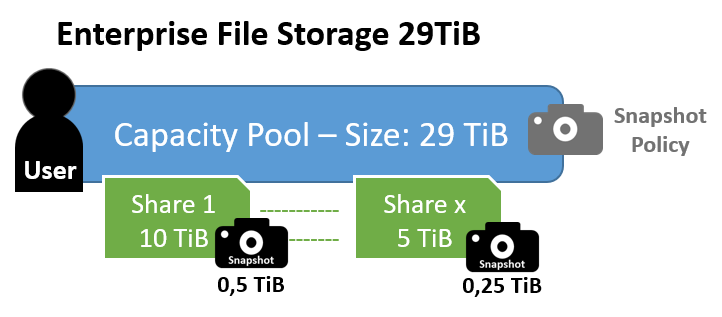 Enterprise File Storage 29TiB
Capacity Pool – Size: 29 TiB
Snapshot
Policy
User
Share 1
10 TiB
Snapshot
0,5 TiB
Share x
5 TiB
Snapshot
0,25 TiB